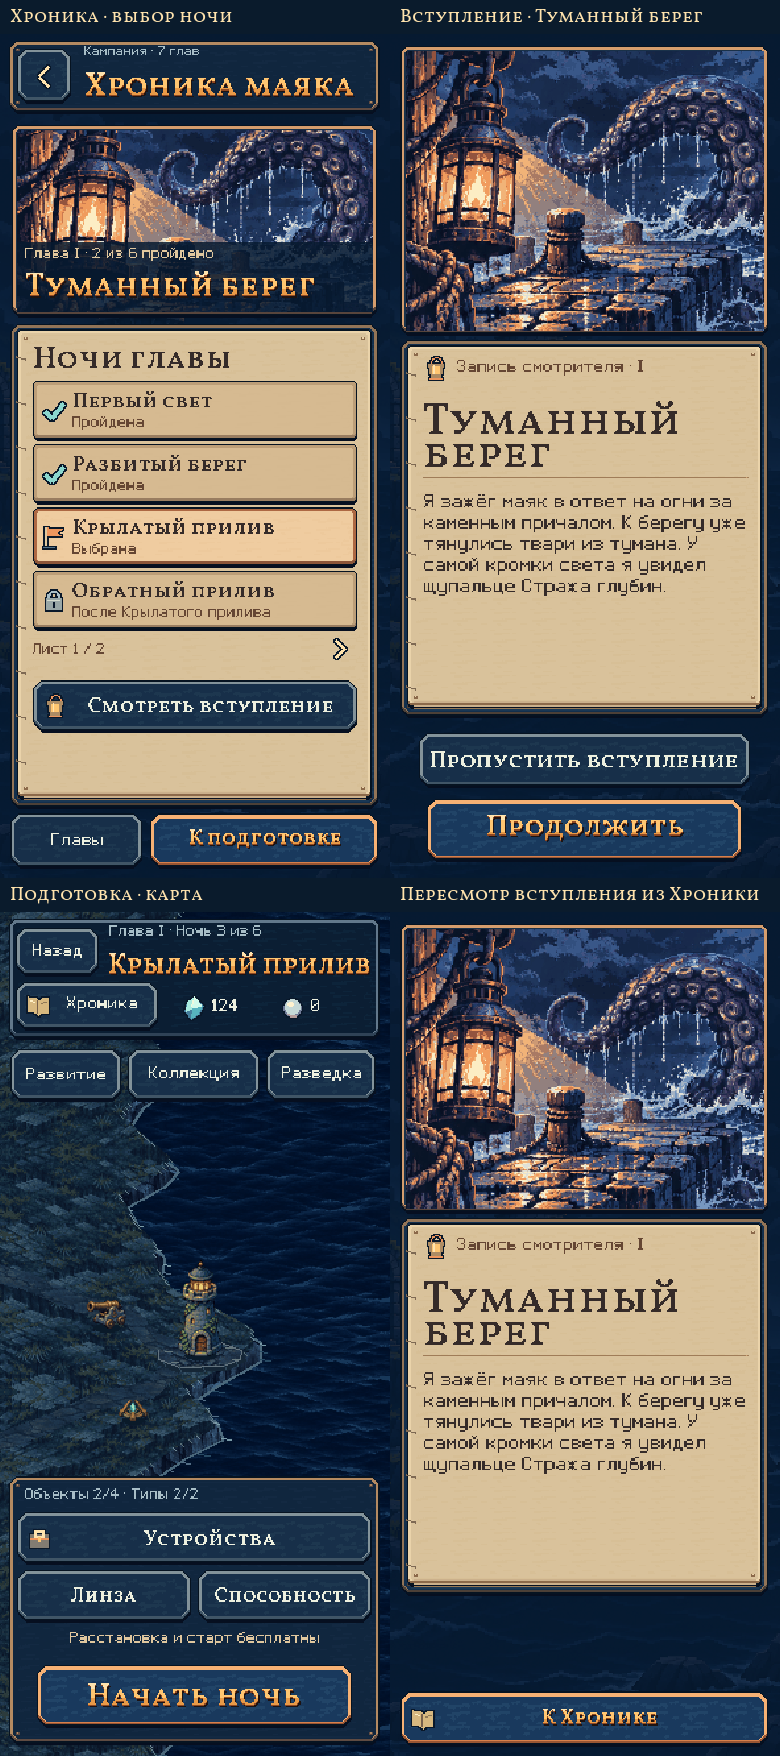 Хроника · выбор ночи
Кампания · 7 глав
Хроника маяка
Глава I · 2 из 6 пройдено
Туманный берег
Ночи главы
Первый свет
Пройдена
Разбитый берег
Пройдена
Крылатый прилив
Выбрана
Обратный прилив
После Крылатого прилива
Лист 1 / 2
Смотреть вступление
Главы
К подготовке
Вступление · Туманный берег
Запись смотрителя · I
Туманный
берег
Я зажёг маяк в ответ на огни за
каменным причалом. К берегу уже
тянулись твари из тумана. У
самой кромки света я увидел
щупальце Стража глубин.
Пропустить вступление
Продолжить
Подготовка · карта
Глава I · Ночь 3 из 6
Назад
Крылатый прилив
Хроника
124
0
Развитие
Коллекция
Разведка
Объекты 2/4 · Типы 2/2
Устройства
Линза
Способность
Расстановка и старт бесплатны
Начать ночь
Пересмотр вступления из Хроники
Запись смотрителя · I
Туманный
берег
Я зажёг маяк в ответ на огни за
каменным причалом. К берегу уже
тянулись твари из тумана. У
самой кромки света я увидел
щупальце Стража глубин.
К Хронике